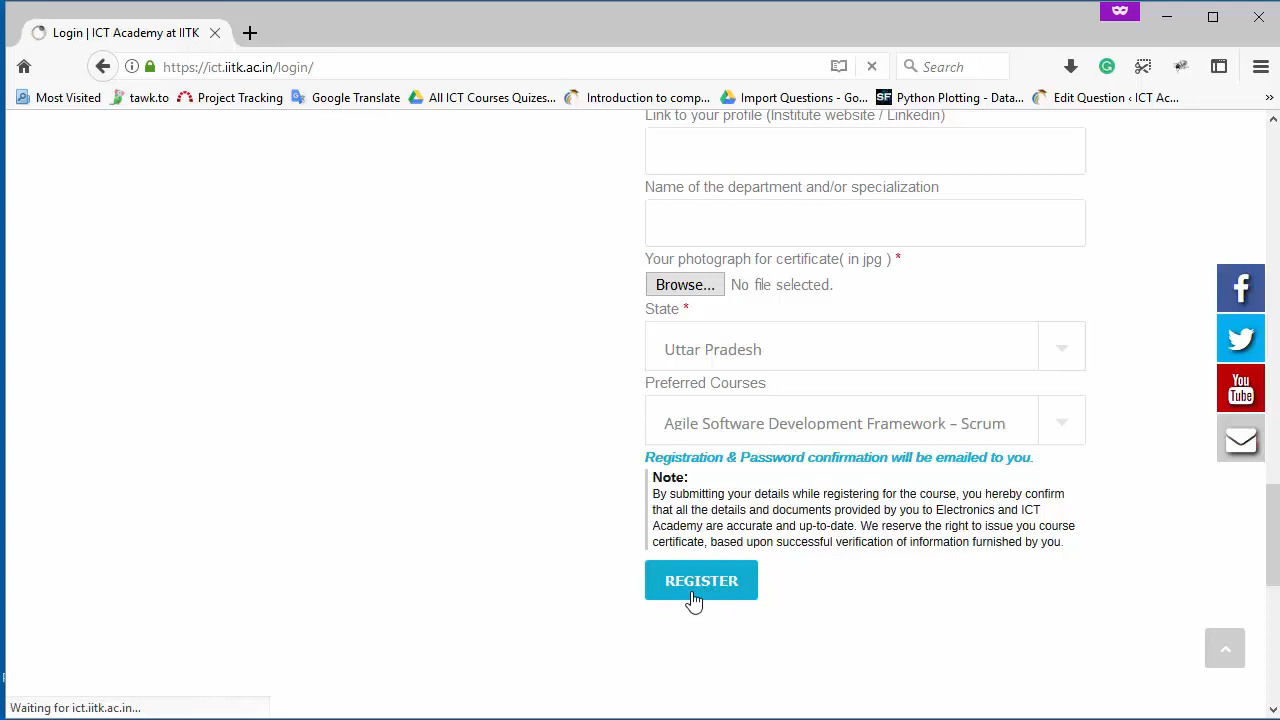 Login | ICT Academy at IITK
https://ict.iitk.ac.in/login/
Search
Most Visited
tawk.to
Project Tracking
Google Translate
All ICT Courses Quizes...
Introduction to comp...
Import Questions - Go...
SF
Python Plotting - Data...
Edit Question ‹ ICT Ac...
Link to your profile (Institute website / Linkedin)
Name of the department and/or specialization
Your photograph for certificate( in jpg ) *
Browse... No file selected.
State *
Uttar Pradesh
Preferred Courses
Agile Software Development Framework – Scrum
Registration & Password confirmation will be emailed to you.
Note:
By submitting your details while registering for the course, you hereby confirm
that all the details and documents provided by you to Electronics and ICT
Academy are accurate and up-to-date. We reserve the right to issue you course
certificate, based upon successful verification of information furnished by you.
REGISTER
You
Tube
Waiting for ict.iitk.ac.in...